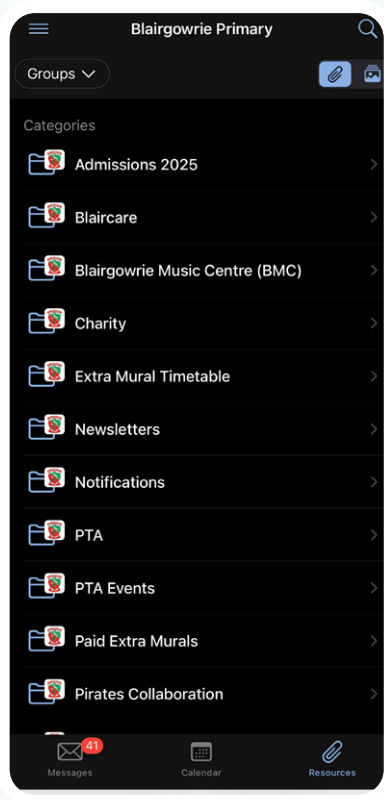 Blairgowrie Primary
Groups
Categories
Admissions 2025
Blaircare
Blairgowrie Music Centre (BMC)
Charity
Extra Mural Timetable
Newsletters
Notifications
PTA
PTA Events
Paid Extra Murals
Pirates Collaboration
41
Messages
Calendar
Resources